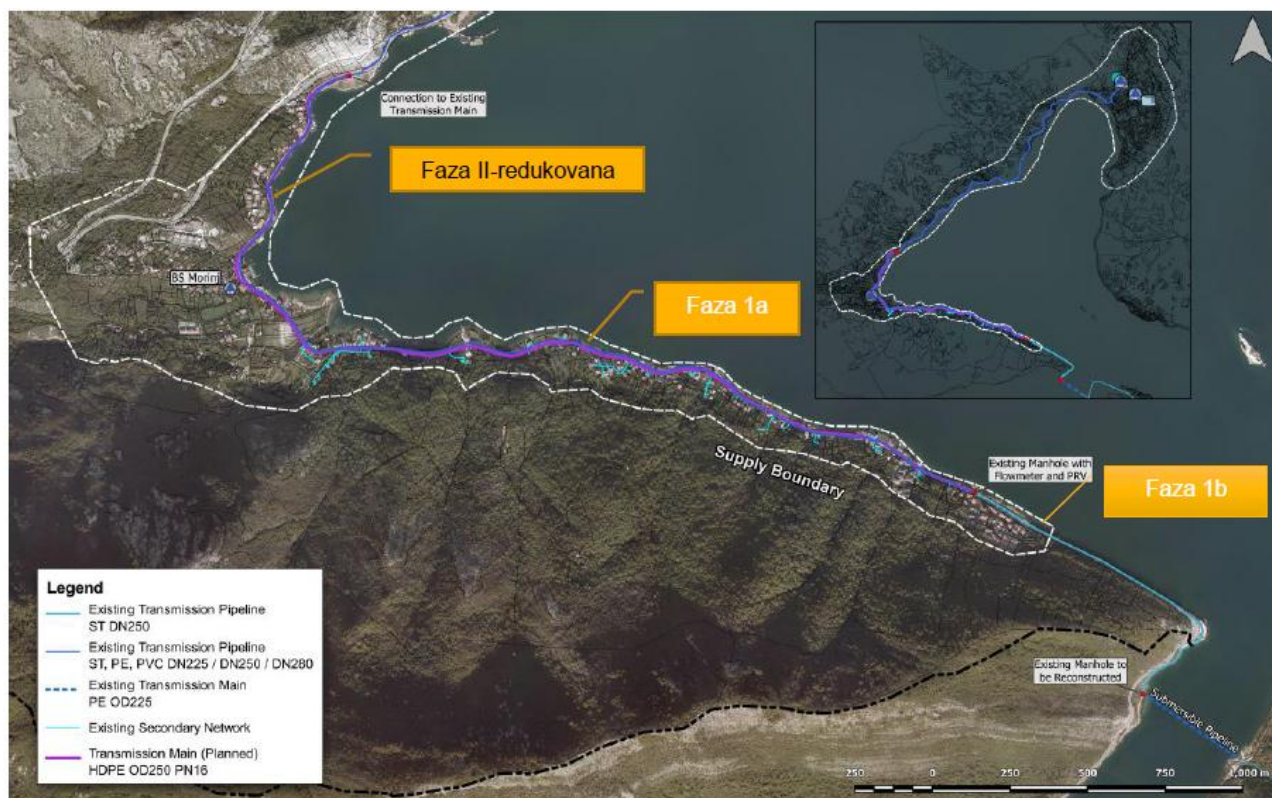 Connection to Existing
Transmission Main
Faza II-redukovana
BS Morinj
Faza 1a
Supply Boundary
Existing Manhole with
Flowmeter and PRV
Faza 1b
Existing Manhole to
be Reconstructed
Submersible Pipeline
Legend
Existing Transmission Pipeline
ST DN250
Existing Transmission Pipeline
ST, PE, PVC DN225 / DN250 / DN280
Existing Transmission Main
PE OD225
Existing Secondary Network
Transmission Main (Planned)
HDPE OD250 PN16
250 0 250 500 750 1,000 m